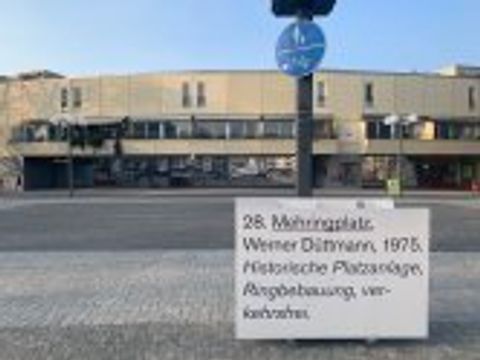 28. Mehringplatz,
Werner Düttmann, 1975,
Historische Platzanlage,
Ringbebauung, ver-
kehrsfrei.